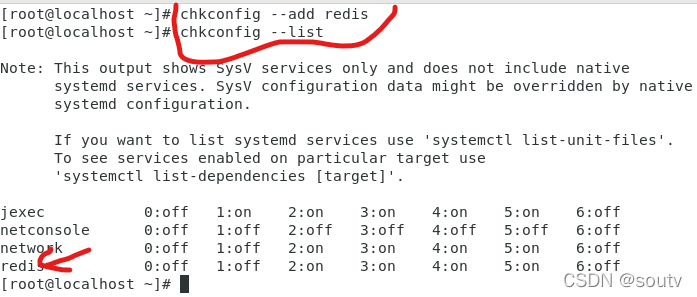 [root@localhost ~]# chkconfig --add redis
[root@localhost ~]# chkconfig --list
Note: This output shows SysV services only and does not include native
systemd services. SysV configuration data might be overridden by native
systemd configuration.
If you want to list systemd services use 'systemctl list-unit-files'.
To see services enabled on particular target use
'systemctl list-dependencies [target]'.
jexec 0:off 1:on 2:on 3:on 4:on 5:on 6:off
netconsole 0:off 1:off 2:off 3:off 4:off 5:off 6:off
network 0:off 1:off 2:on 3:on 4:on 5:on 6:off
redis 0:off 1:off 2:on 3:on 4:on 5:on 6:off
[root@localhost ~]#
CSDN @soutv